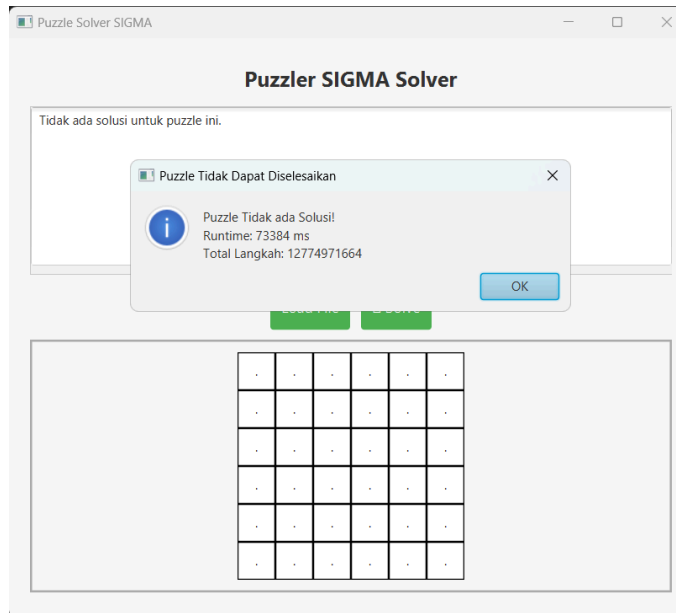 Puzzle Solver SIGMA
Puzzler SIGMA Solver
Tidak ada solusi untuk puzzle ini.
Puzzle Tidak Dapat Diselesaikan
Puzzle Tidak ada Solusi!
Runtime: 73384 ms
Total Langkah: 12774971664
OK
. . . . . .
. . . . . .
. . . . . .
. . . . . .
. . . . . .
. . . . . .